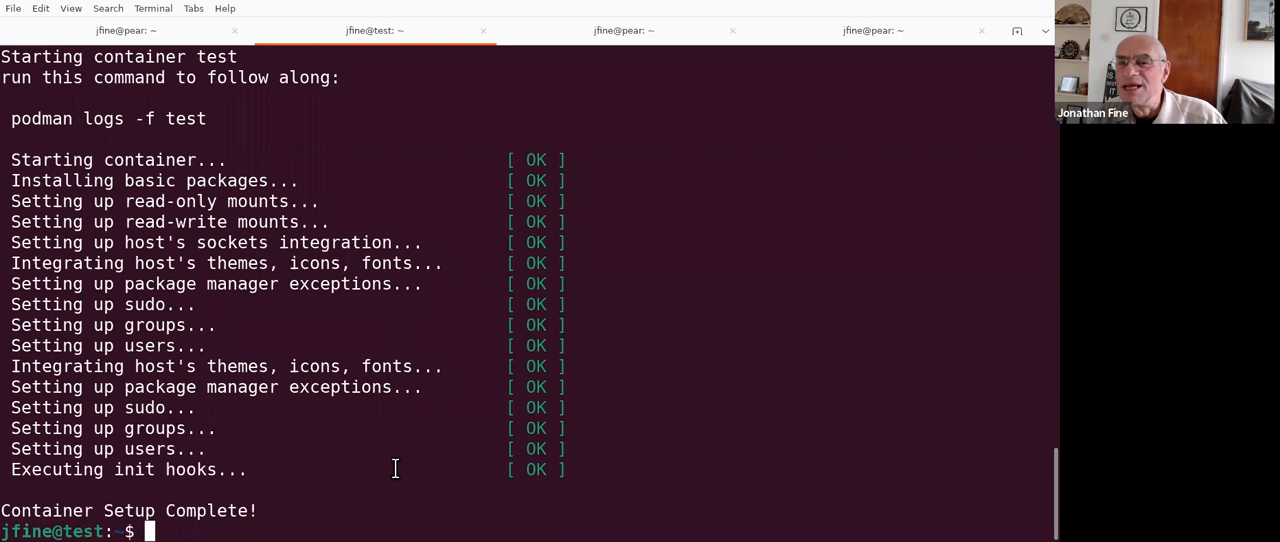 File Edit View Search Terminal Tabs Help
jfine@pear: ~ × jfine@test: ~ × jfine@pear: ~ × jfine@pear: ~ ×
Starting container test
run this command to follow along:
podman logs -f test
Starting container... [ OK ]
Installing basic packages... [ OK ]
Setting up read-only mounts... [ OK ]
Setting up read-write mounts... [ OK ]
Setting up host's sockets integration... [ OK ]
Integrating host's themes, icons, fonts... [ OK ]
Setting up package manager exceptions... [ OK ]
Setting up sudo... [ OK ]
Setting up groups... [ OK ]
Setting up users... [ OK ]
Integrating host's themes, icons, fonts... [ OK ]
Setting up package manager exceptions... [ OK ]
Setting up sudo... [ OK ]
Setting up groups... [ OK ]
Setting up users... [ OK ]
Executing init hooks... [ OK ]
Container Setup Complete!
jfine@test:~$
Jonathan Fine